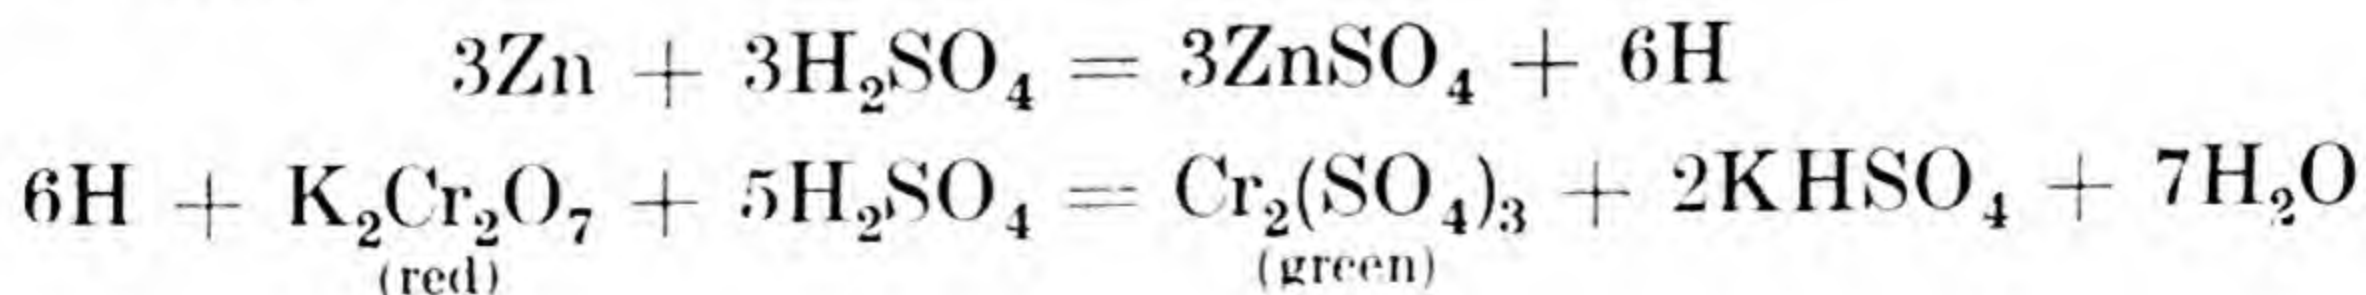 3Zn + 3H₂SO₄ = 3ZnSO₄ + 6H
6H + K₂Cr₂O₇ + 5H₂SO₄ = Cr₂(SO₄)₃ + 2KHSO₄ + 7H₂O
(red) (green)